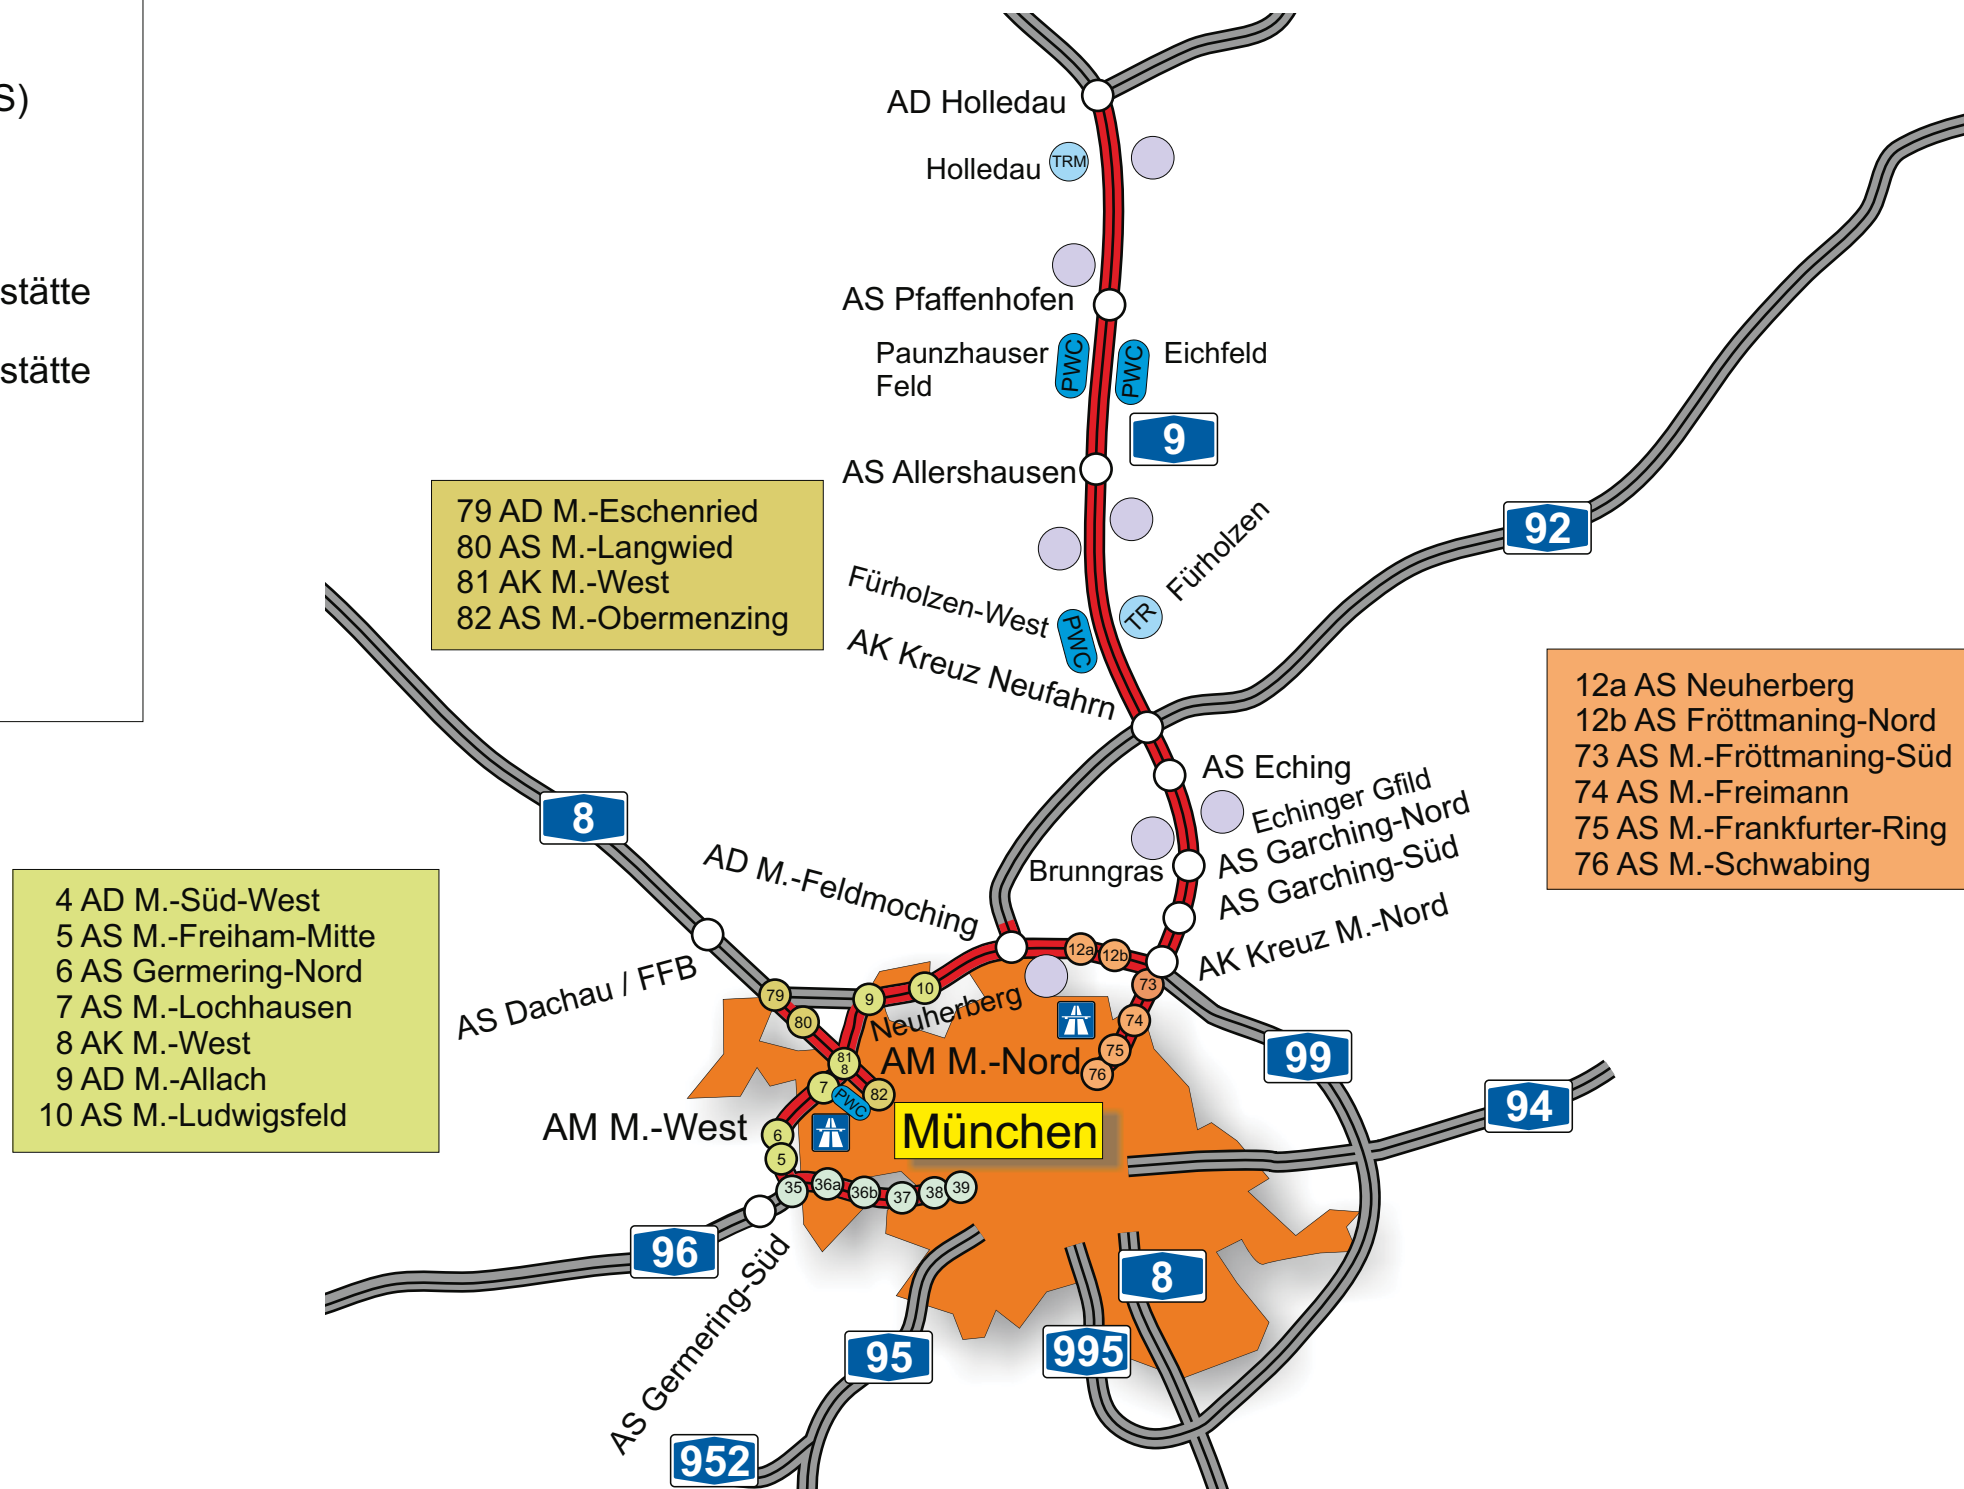 S)
stätte
stätte
AD Holledau
Holledau
TRM
AS Pfaffenhofen
Paunzhauser
Feld
PWC
PWC
Eichfeld
9
AS Allershausen
79 AD M.-Eschenried
80 AS M.-Langwied
81 AK M.-West
82 AS M.-Obermenzing
92
Fürholzen
TR
Fürholzen-West
PWC
AK Kreuz Neufahrn
12a AS Neuherberg
12b AS Fröttmaning-Nord
73 AS M.-Fröttmaning-Süd
74 AS M.-Freimann
75 AS M.-Frankfurter-Ring
76 AS M.-Schwabing
AS Eching
Echinger Gfild
8
Brunngras
AS Garching-Nord
AS Garching-Süd
AD M.-Feldmoching
AK Kreuz M.-Nord
4 AD M.-Süd-West
5 AS M.-Freiham-Mitte
6 AS Germering-Nord
7 AS M.-Lochhausen
8 AK M.-West
9 AD M.-Allach
10 AS M.-Ludwigsfeld
AS Dachau / FFB
12a
12b
73
79
9
10
Neuherberg
80
74
75
76
AM M.-Nord
81
8
7
PWC
82
99
94
AM M.-West
München
6
5
35
36a
36b
37
38
39
96
AS Germering-Süd
8
95
995
952